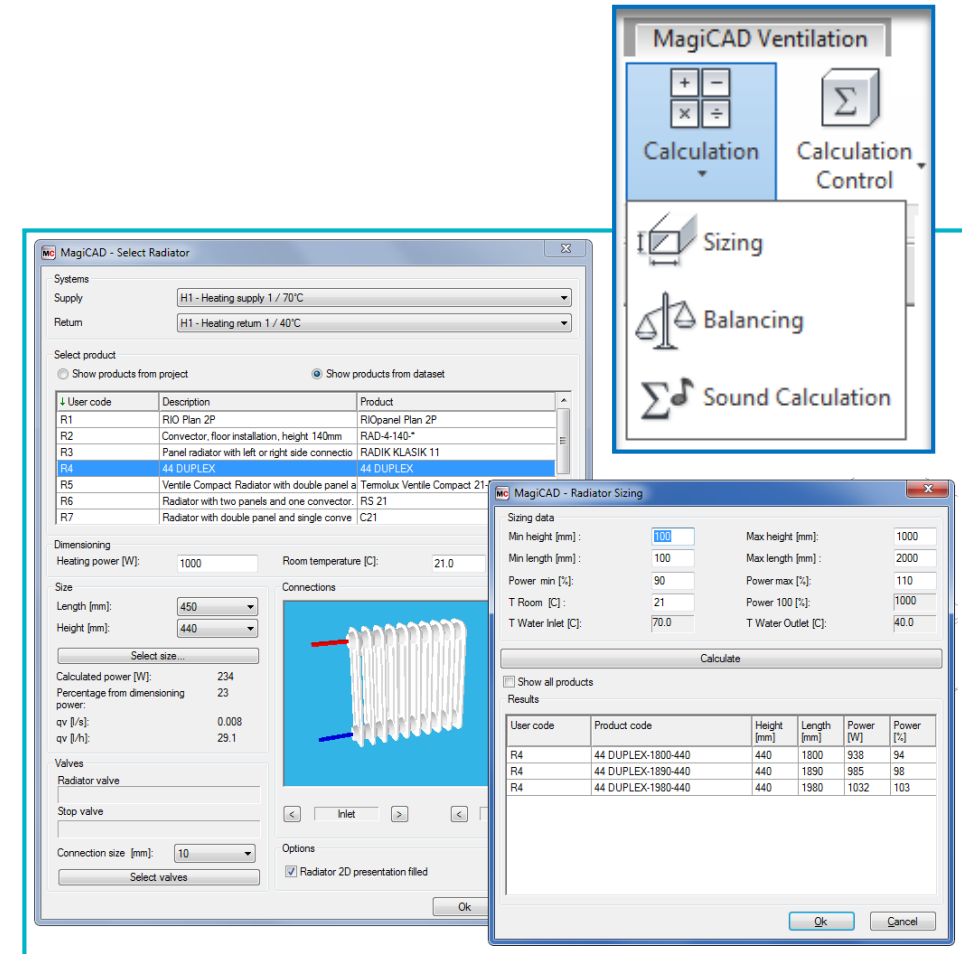 MagiCAD Ventilation
Calculation
Calculation
Control
Sizing
Balancing
Sound Calculation
MC MagiCAD - Select Radiator
Systems
Supply H1 - Heating supply 1 / 70°C
Return H1 - Heating return 1 / 40°C
Select product
Show products from project Show products from dataset
↓ User code Description Product
R1 RIO Plan 2P RIOpanel Plan 2P
R2 Convector, floor installation, height 140mm RAD-4-140-*
R3 Panel radiator with left or right side connectio RADIK KLASIK 11
R4 44 DUPLEX 44 DUPLEX
R5 Ventile Compact Radiator with double panel a Termolux Ventile Compact 21-
R6 Radiator with two panels and one convector. RS 21
R7 Radiator with double panel and single conve C21
Dimensioning
Heating power [W]: 1000 Room temperature [C]: 21.0
Size
Length [mm]: 450
Height [mm]: 440
Select size...
Calculated power [W]: 234
Percentage from dimensioning 23
power:
qv [l/s]: 0.008
qv [l/h]: 29.1
Valves
Radiator valve
Stop valve
Connection size [mm]: 10
Select valves
Connections
< Inlet > <
Options
Radiator 2D presentation filled
Ok
MC MagiCAD - Radiator Sizing
Sizing data
Min height [mm] : 100 Max height [mm]: 1000
Min length [mm] : 100 Max length [mm]: 2000
Power min [%]: 90 Power max [%]: 110
T Room [C] : 21 Power 100 [%]: 1000
T Water Inlet [C]: 70.0 T Water Outlet [C]: 40.0
Calculate
Show all products
Results
User code Product code Height [mm] Length [mm] Power [W] Power [%]
R4 44 DUPLEX-1800-440 440 1800 938 94
R4 44 DUPLEX-1890-440 440 1890 985 98
R4 44 DUPLEX-1980-440 440 1980 1032 103
Ok Cancel